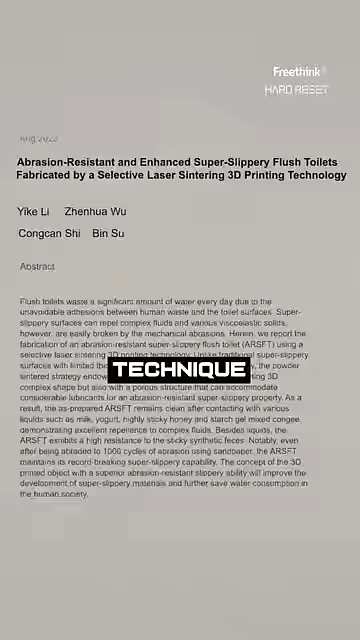 Freethink
HARD RESET
Aug 2023
Abrasion-Resistant and Enhanced Super-Slippery Flush Toilets
Fabricated by a Selective Laser Sintering 3D Printing Technology
Yike Li Zhenhua Wu
Congcan Shi Bin Su
Abstract
Flush toilets waste a significant amount of water every day due to the
unavoidable adhesions between human waste and the toilet surfaces. Super-
slippery surfaces can repel complex fluids and various viscoelastic solids,
however, are easily broken by the mechanical abrasions. Herein, we report the
fabrication of an abrasion-resistant super-slippery flush toilet (ARSFT) using a
selective laser sintering 3D printing technology. Unlike traditional super-slippery
surfaces with limited the powder
sintered strategy endow 3D
TECHNIQUE
complex shape but also with a porous structure that can accommodate
considerable lubricants for an abrasion-resistant super-slippery property. As a
result, the as-prepared ARSFT remains clean after contacting with various
liquids such as milk, yogurt, highly sticky honey and starch gel mixed congee,
demonstrating excellent repellence to complex fluids. Besides liquids, the
ARSFT exhibits a high resistance to the sticky synthetic feces. Notably, even
after being abraded to 1000 cycles of abrasion using sandpaper, the ARSFT
maintains its record-breaking super-slippery capability. The concept of the 3D
printed object with a superior abrasion-resistant slippery ability will improve the
development of super-slippery materials and further save water consumption in
the human society.